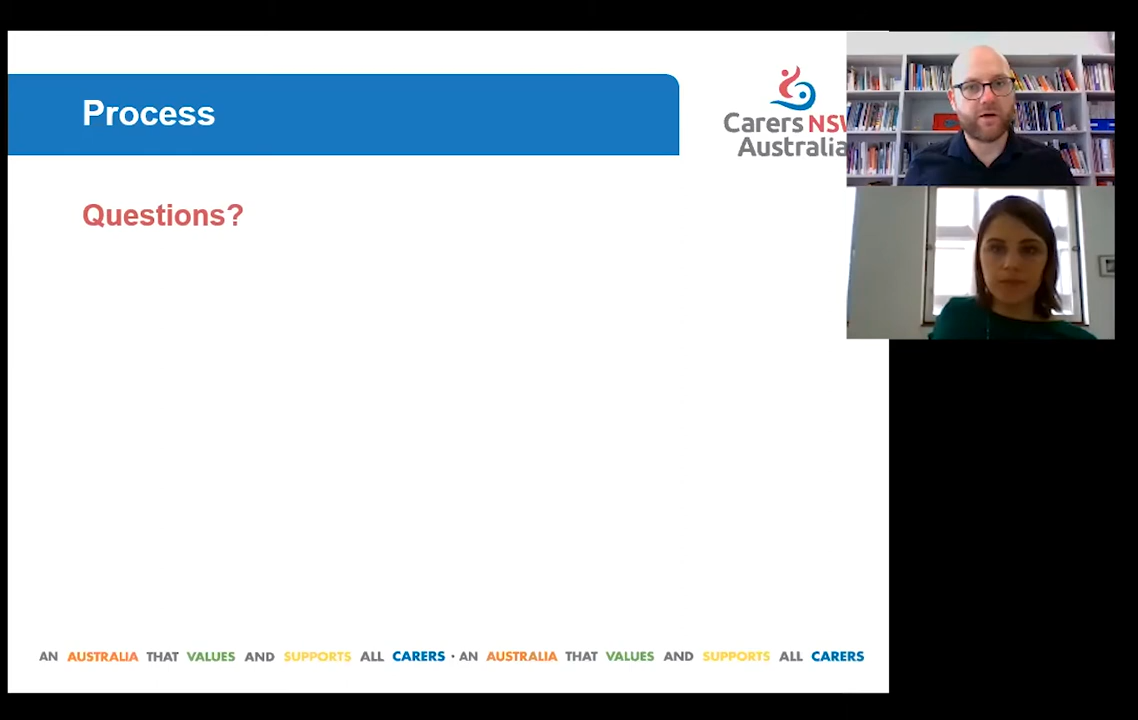 Process
Carers NSW
Australia
Questions?
AN AUSTRALIA THAT VALUES AND SUPPORTS ALL CARERS · AN AUSTRALIA THAT VALUES AND SUPPORTS ALL CARERS